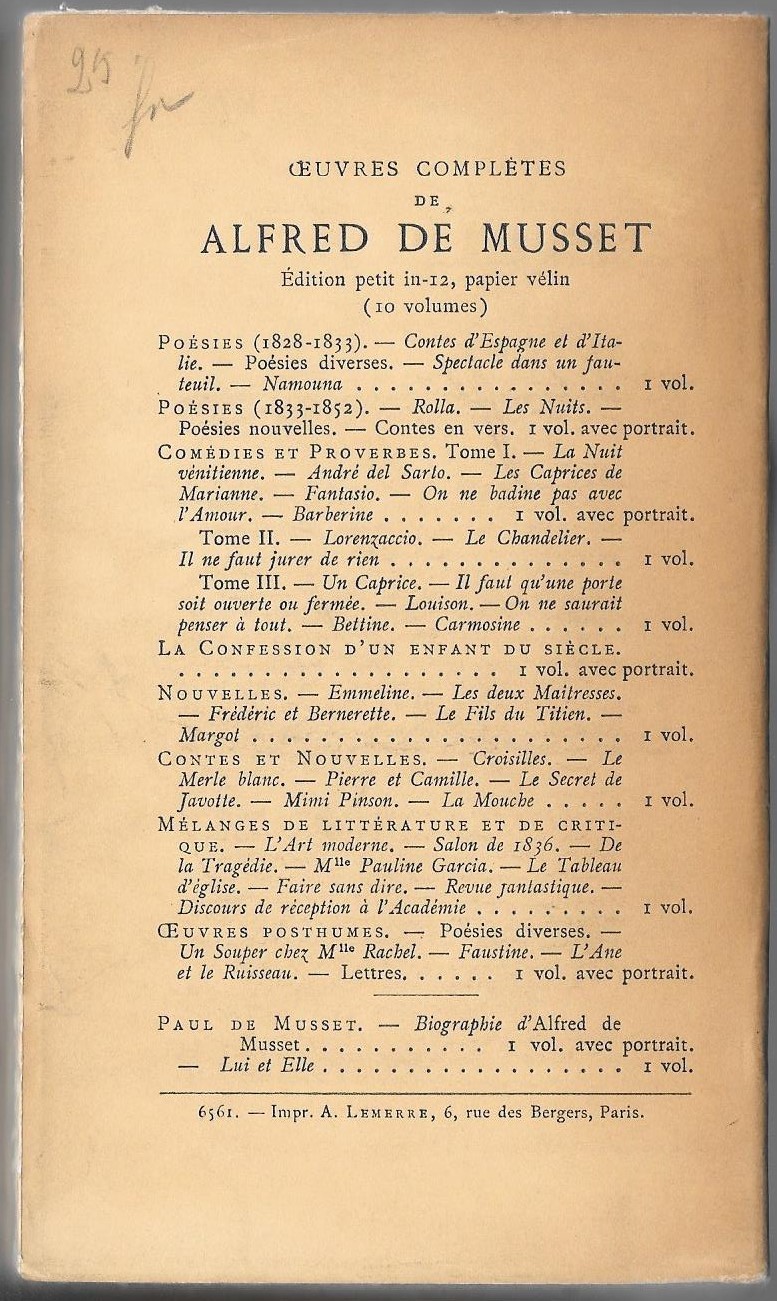 25
fr
ŒUVRES COMPLÈTES
DE
ALFRED DE MUSSET
Édition petit in-12, papier vélin
(10 volumes)
POÉSIES (1828-1833). — Contes d'Espagne et d'Ita-
lie. — Poésies diverses. — Spectacle dans un fau-
teuil. — Namouna . . . . . . . . . . . . . . . . 1 vol.
POÉSIES (1833-1852). — Rolla. — Les Nuits. —
Poésies nouvelles. — Contes en vers. 1 vol. avec portrait.
COMÉDIES ET PROVERBES. Tome I. — La Nuit
vénitienne. — André del Sarto. — Les Caprices de
Marianne. — Fantasio. — On ne badine pas avec
l'Amour. — Barberine . . . . . . . 1 vol. avec portrait.
Tome II. — Lorenzaccio. — Le Chandelier. —
Il ne faut jurer de rien . . . . . . . . . . . . . . 1 vol.
Tome III. — Un Caprice. — Il faut qu'une porte
soit ouverte ou fermée. — Louison. — On ne saurait
penser à tout. — Bettine. — Carmosine . . . . . . 1 vol.
LA CONFESSION D'UN ENFANT DU SIÈCLE.
. . . . . . . . . . . . . . . . . . . 1 vol. avec portrait.
NOUVELLES. — Emmeline. — Les deux Maîtresses.
— Frédéric et Bernerette. — Le Fils du Titien. —
Margot . . . . . . . . . . . . . . . . . . . . . . 1 vol.
CONTES ET NOUVELLES. — Croisilles. — Le
Merle blanc. — Pierre et Camille. — Le Secret de
Javotte. — Mimi Pinson. — La Mouche . . . . . 1 vol.
MÉLANGES DE LITTÉRATURE ET DE CRITI-
QUE. — L'Art moderne. — Salon de 1836. — De
la Tragédie. — Mlle Pauline Garcia. — Le Tableau
d'église. — Faire sans dire. — Revue fantastique. —
Discours de réception à l'Académie . . . . . . . . . 1 vol.
ŒUVRES POSTHUMES. — Poésies diverses. —
Un Souper chez Mlle Rachel. — Faustine. — L'Ane
et le Ruisseau. — Lettres. . . . . . 1 vol. avec portrait.
PAUL DE MUSSET. — Biographie d'Alfred de
Musset . . . . . . . . . . . 1 vol. avec portrait.
— Lui et Elle . . . . . . . . . . . . . . . . . . 1 vol.
6561. — Impr. A. LEMERRE, 6, rue des Bergers, Paris.